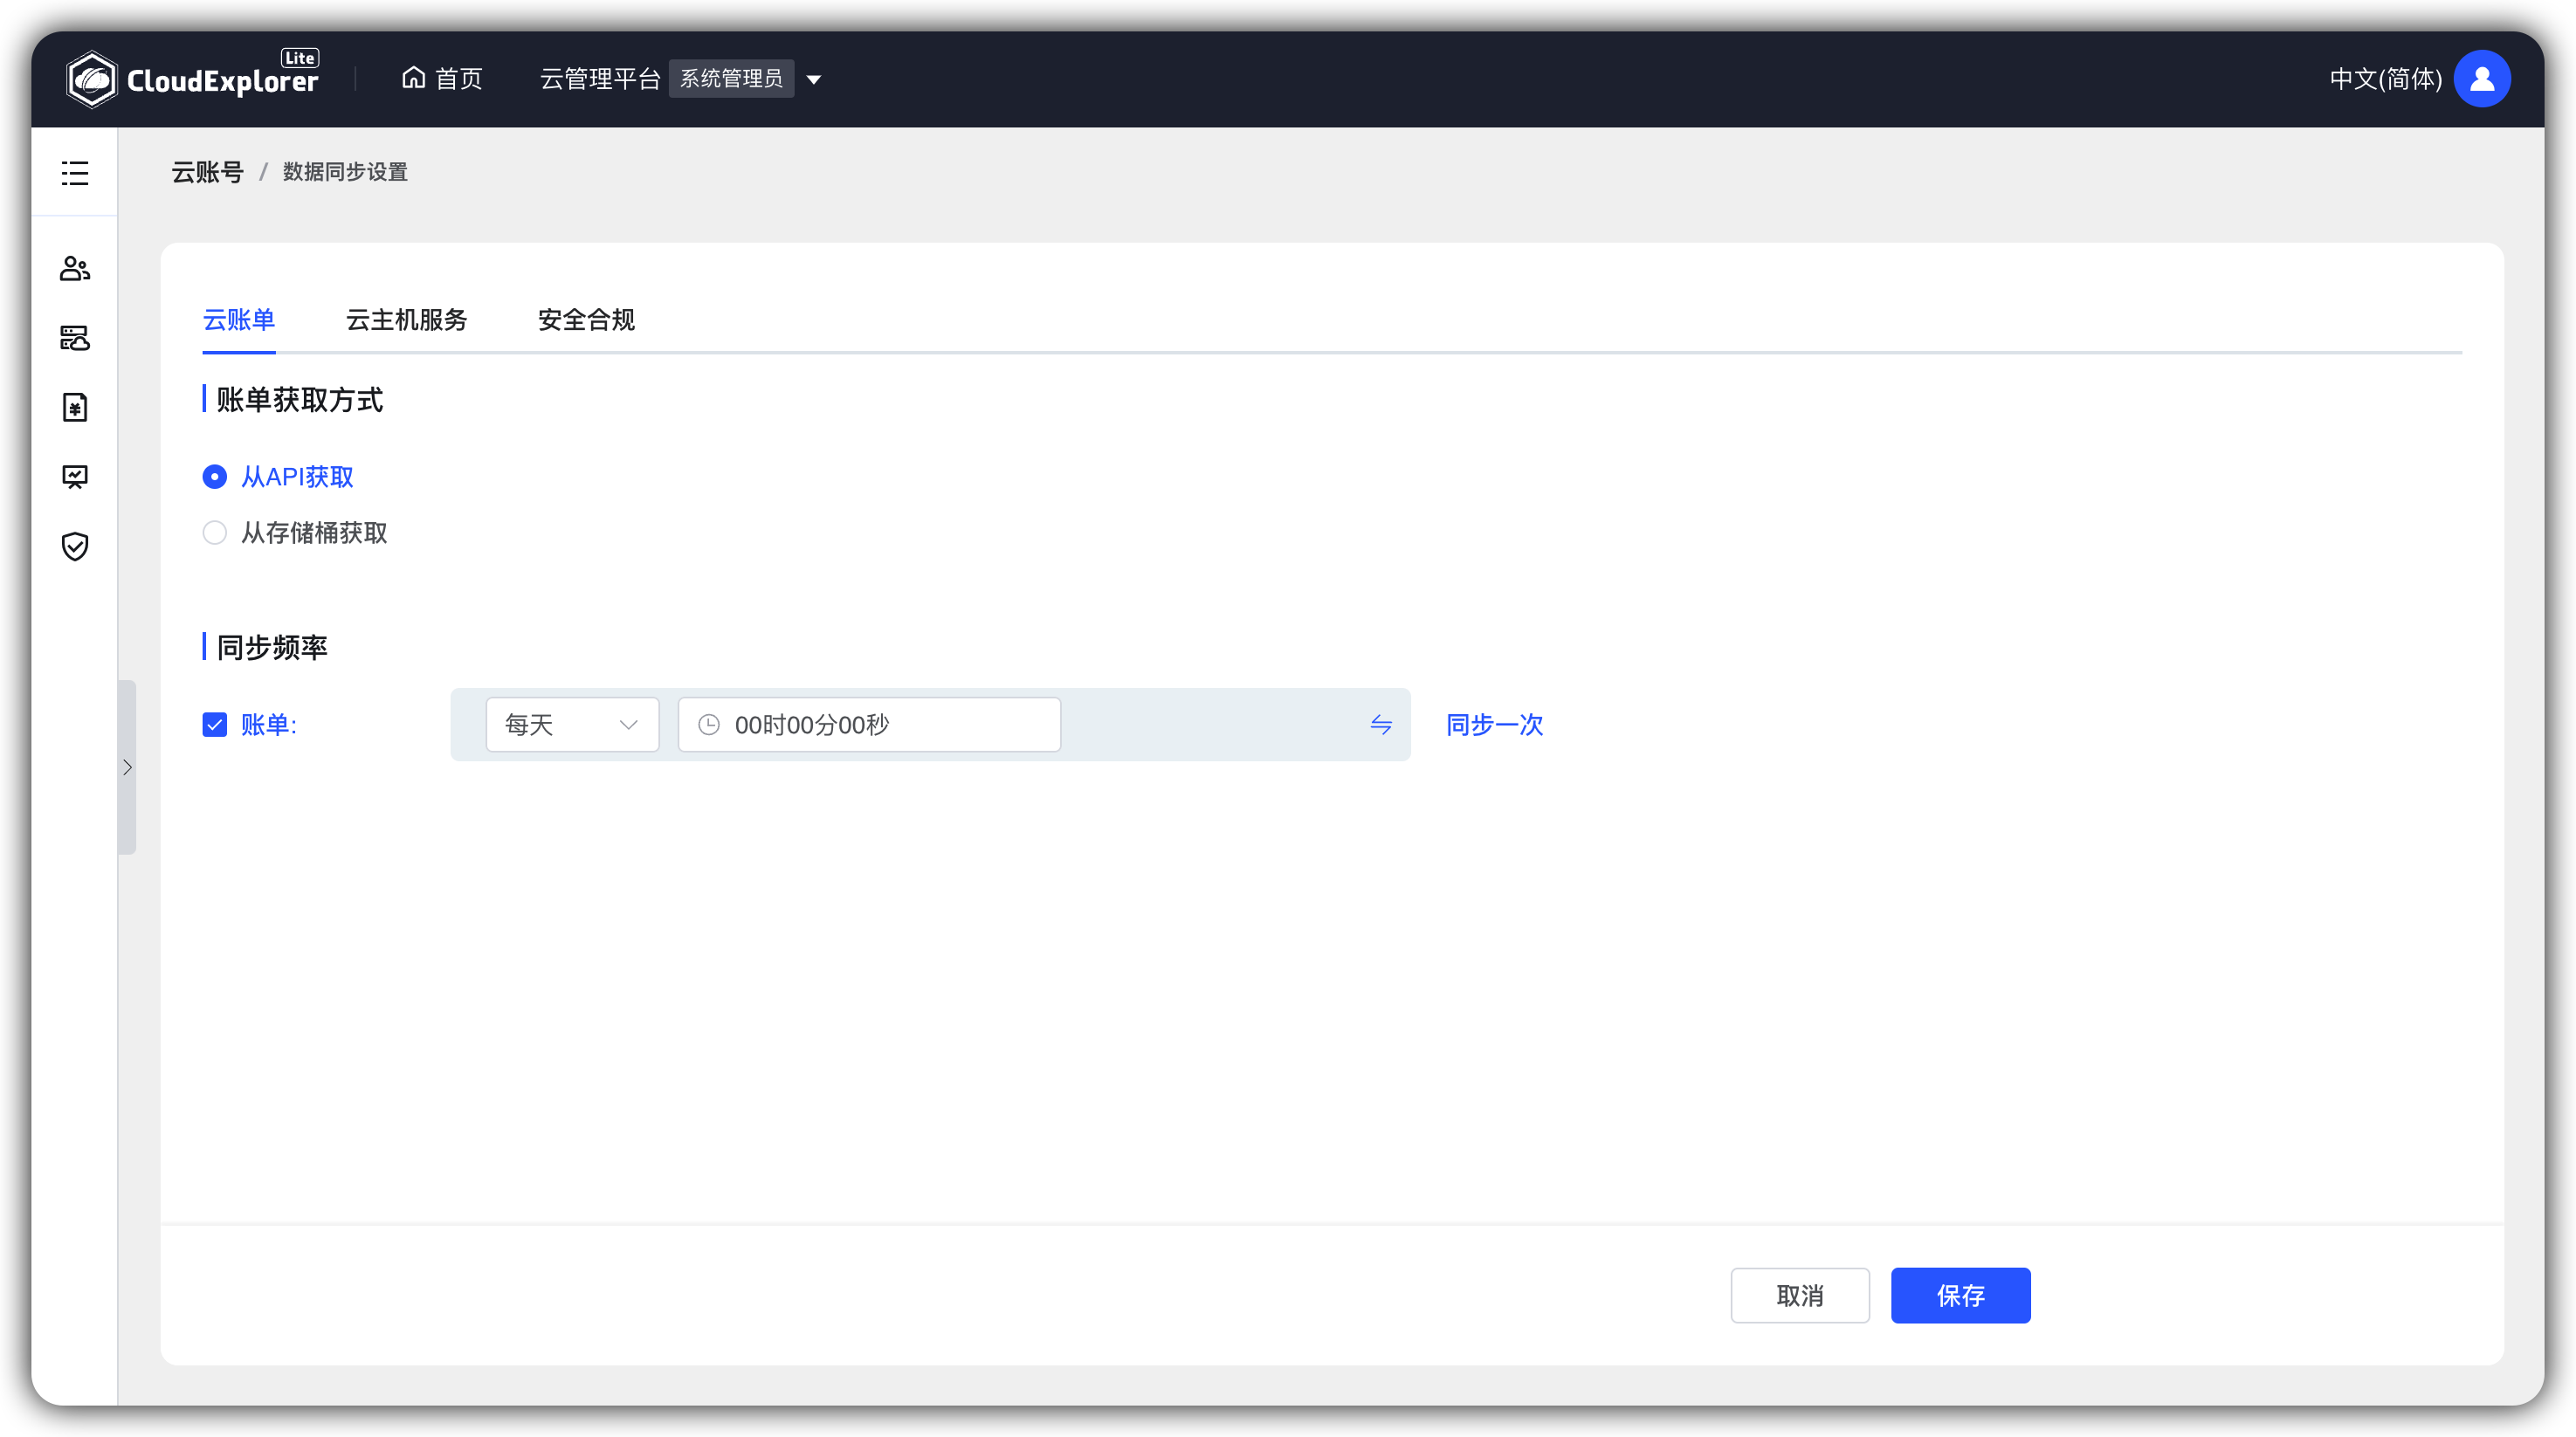 CloudExplorer Lite 首页 云管理平台 系统管理员 中文(简体)
云账号 / 数据同步设置
云账单 云主机服务 安全合规
账单获取方式
从API获取
从存储桶获取
同步频率
账单: 每天 00时00分00秒 同步一次
取消 保存